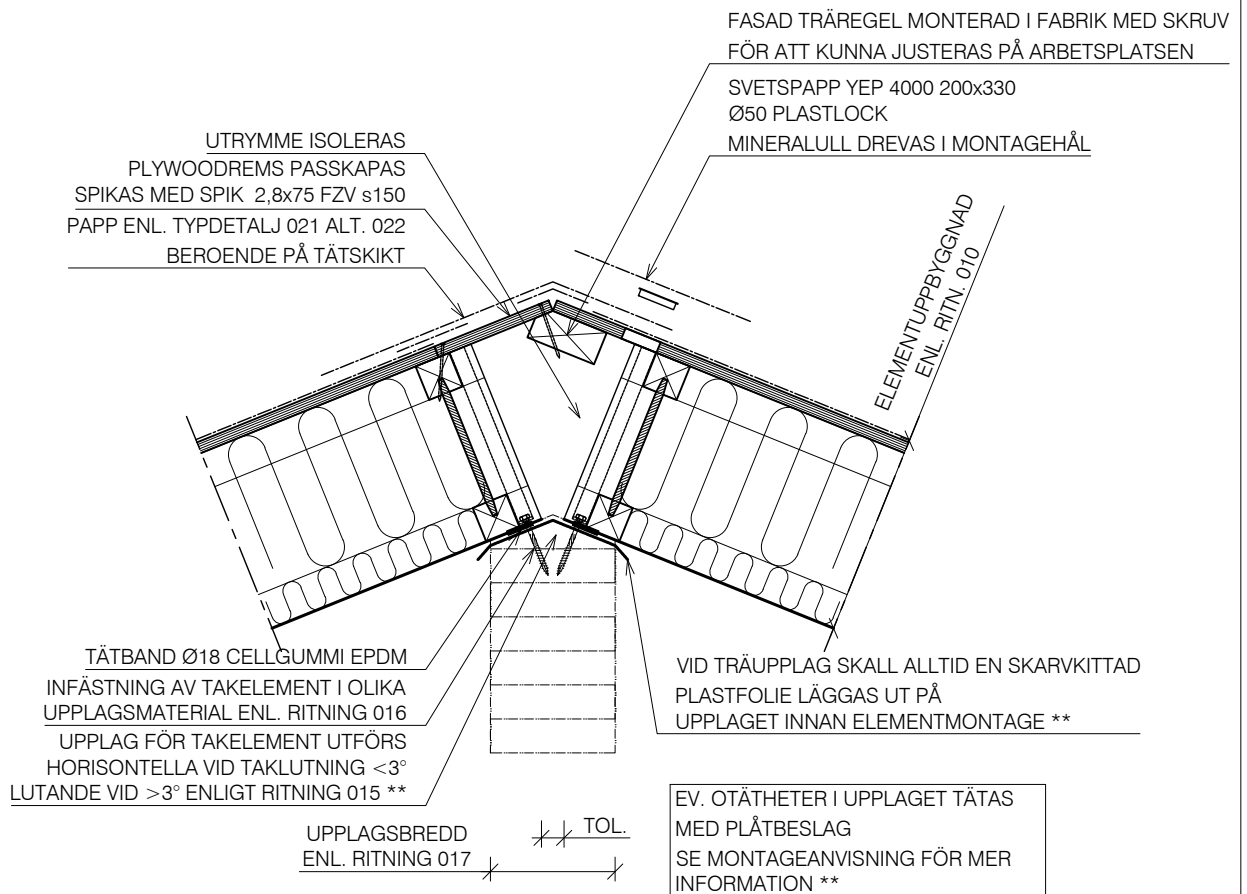 FASAD TRÄREGEL MONTERAD I FABRIK MED SKRUV
FÖR ATT KUNNA JUSTERAS PÅ ARBETSPLATSEN
SVETSPAPP YEP 4000 200x330
Ø50 PLASTLOCK
MINERALULL DREVAS I MONTAGEHÅL
UTRYMME ISOLERAS
PLYWOODREMS PASSKAPAS
SPIKAS MED SPIK 2,8x75 FZV s150
PAPP ENL. TYPDETALJ 021 ALT. 022
BEROENDE PÅ TÄTSKIKT
ELEMENTUPPBYGGNAD
ENL. RITN. 010
TÄTBAND Ø18 CELLGUMMI EPDM
INFÄSTNING AV TAKELEMENT I OLIKA
UPPLAGSMATERIAL ENL. RITNING 016
UPPLAG FÖR TAKELEMENT UTFÖRS
HORISONTELLA VID TAKLUTNING <3°
LUTANDE VID >3° ENLIGT RITNING 015 **
VID TRÄUPPLAG SKALL ALLTID EN SKARVKITTAD
PLASTFOLIE LÄGGAS UT PÅ
UPPLAGET INNAN ELEMENTMONTAGE **
UPPLAGSBREDD
ENL. RITNING 017
TOL.
EV. OTÄTHETER I UPPLAGET TÄTAS
MED PLÅTBESLAG
SE MONTAGEANVISNING FÖR MER
INFORMATION **